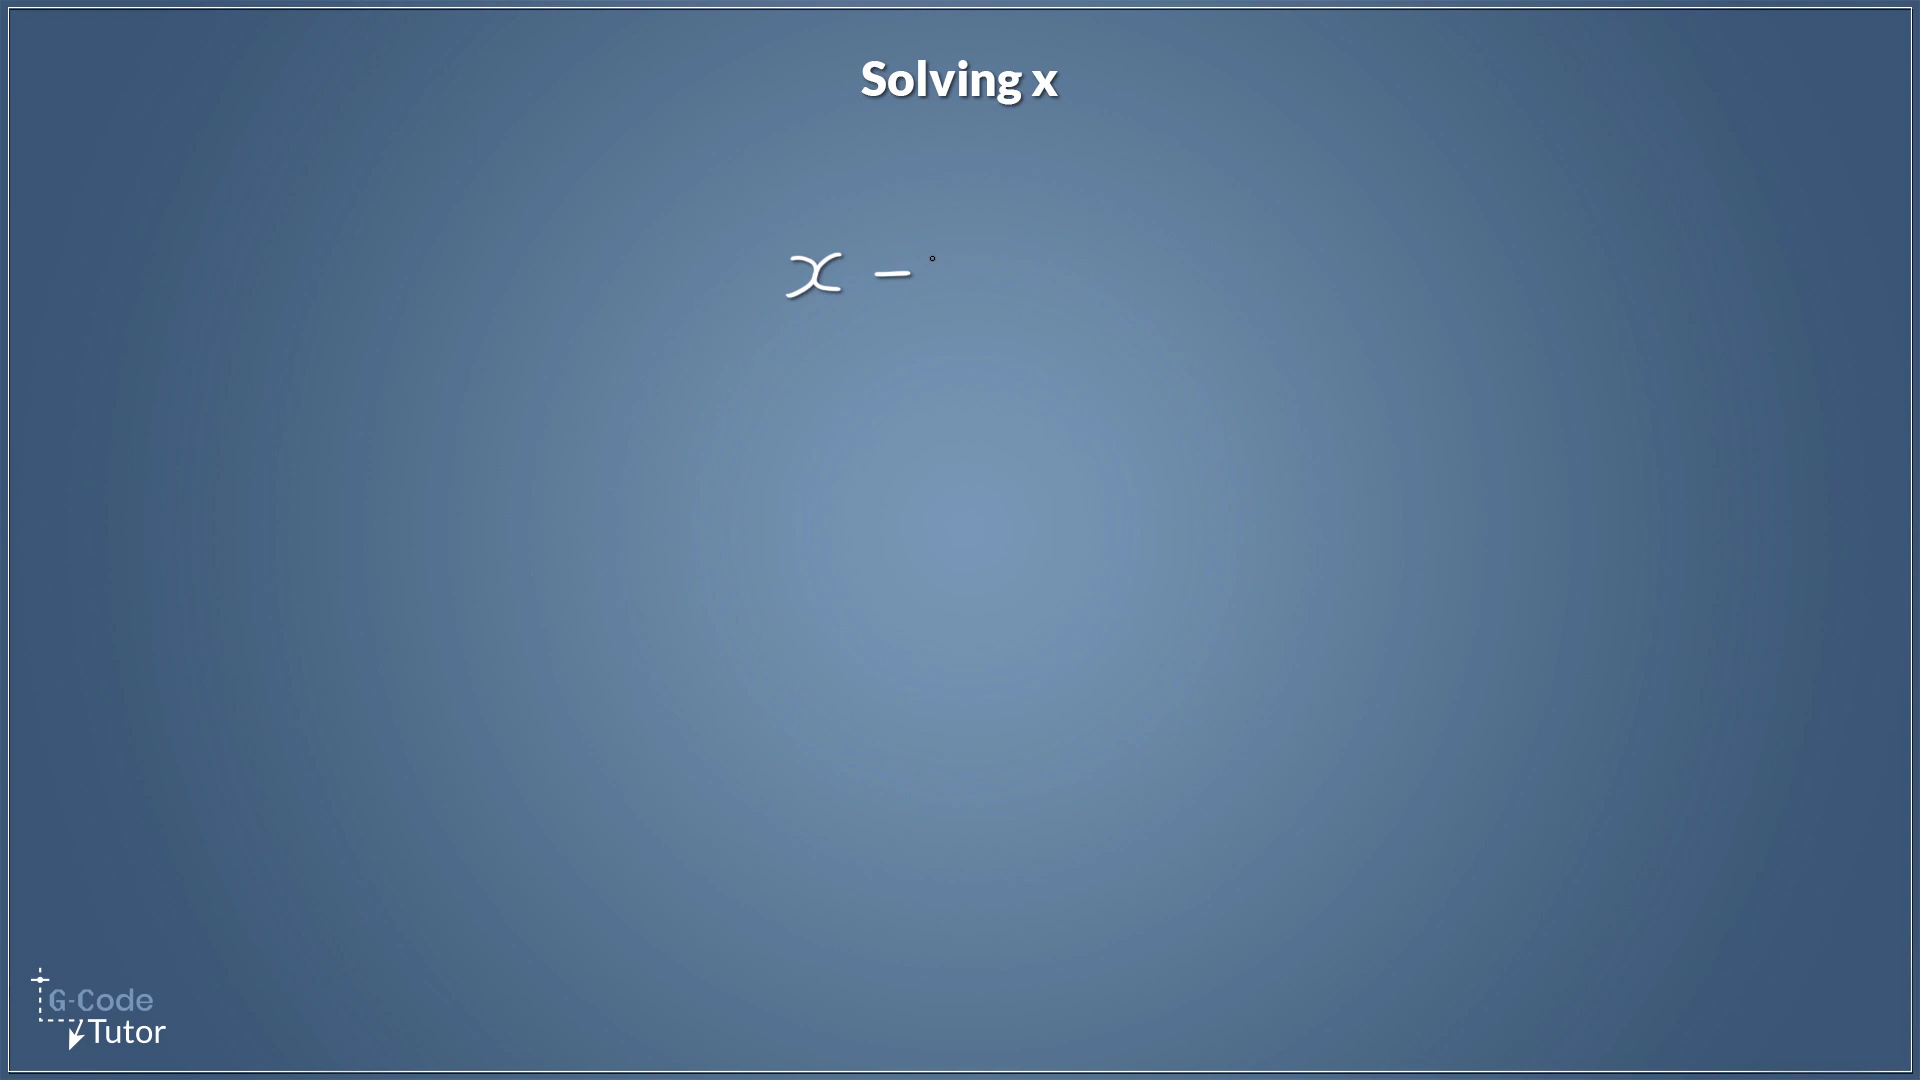 Solving x
x -
G-Code
Tutor